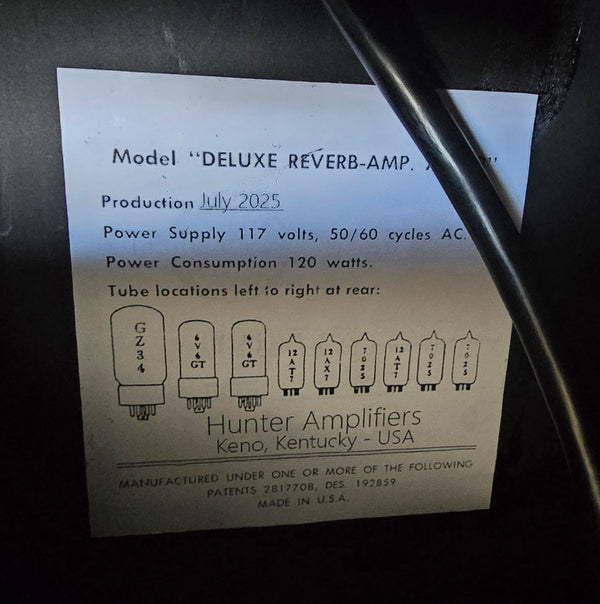 Model "DELUXE REVERB-AMP. "
Production July 2025
Power Supply 117 volts, 50/60 cycles AC.
Power Consumption 120 watts.
Tube locations left to right at rear:
GZ34 6V6GT 6V6GT 12AT7 12AX7 7025 12AT7 7025 7025
Hunter Amplifiers
Keno, Kentucky - USA
MANUFACTURED UNDER ONE OR MORE OF THE FOLLOWING
PATENTS 2817708, DES. 192859
MADE IN U.S.A.